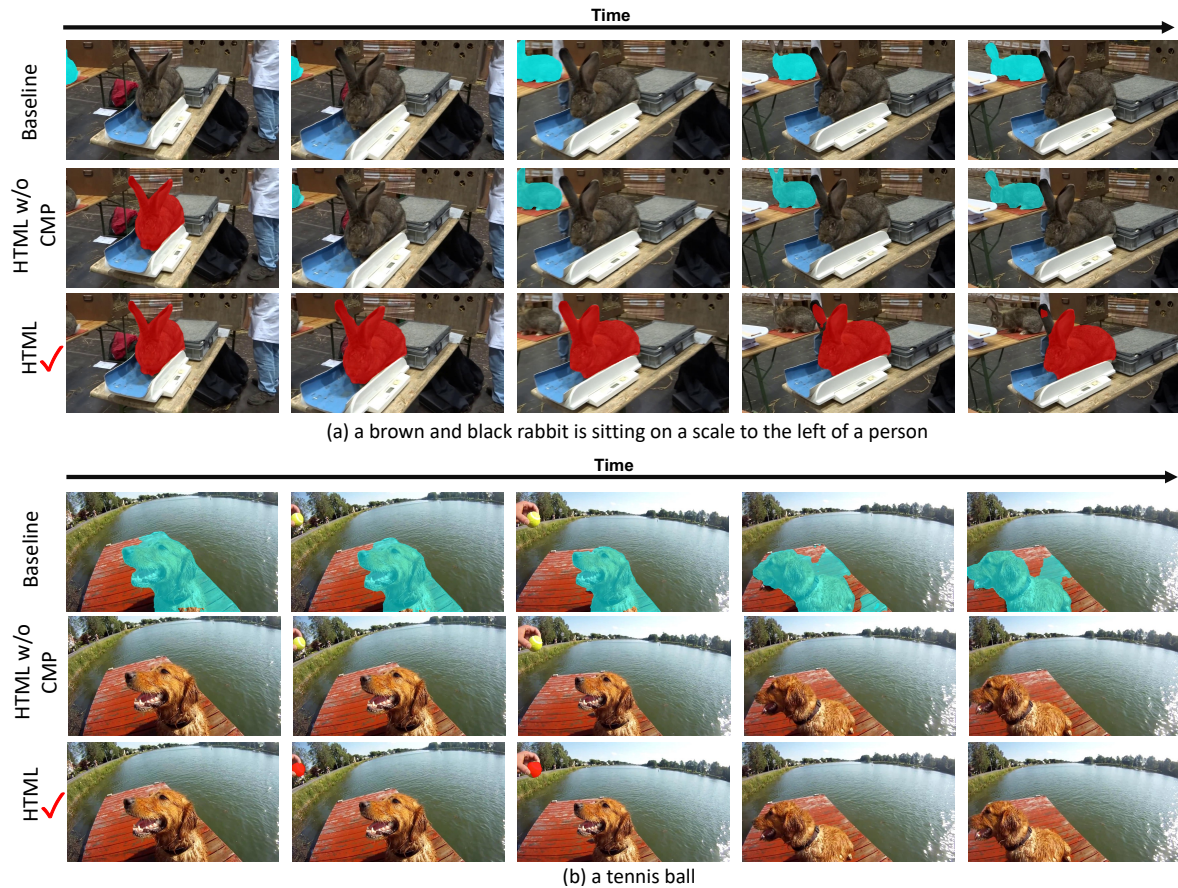 Time
Baseline
HTML w/o
CMP
HTML
(a) a brown and black rabbit is sitting on a scale to the left of a person
Time
Baseline
HTML w/o
CMP
HTML
(b) a tennis ball